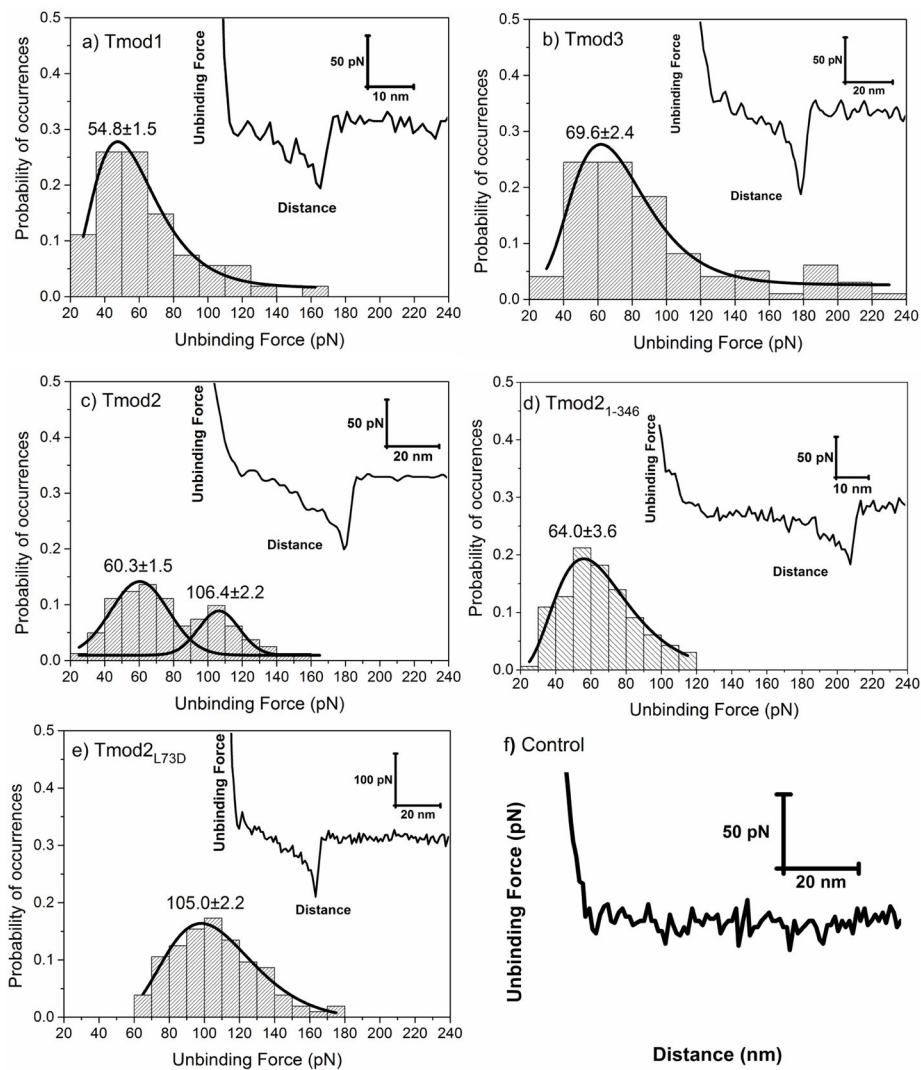 a) Tmod1
Probability of occurrences
0.5
0.4
0.3
0.2
0.1
0.0
54.8±1.5
Unbinding Force
50 pN
10 nm
Distance
20 40 60 80 100 120 140 160 180 200 220 240
Unbinding Force (pN)
b) Tmod3
Probability of occurrences
0.5
0.4
0.3
0.2
0.1
0.0
69.6±2.4
Unbinding Force
50 pN
20 nm
Distance
20 40 60 80 100 120 140 160 180 200 220 240
Unbinding Force (pN)
c) Tmod2
Probability of occurrences
0.5
0.4
0.3
0.2
0.1
0.0
60.3±1.5
106.4±2.2
Unbinding Force
50 pN
20 nm
Distance
20 40 60 80 100 120 140 160 180 200 220 240
Unbinding Force (pN)
d) Tmod2₁₋₃₄₆
Probability of occurrences
0.5
0.4
0.3
0.2
0.1
0.0
64.0±3.6
Unbinding Force
50 pN
10 nm
Distance
20 40 60 80 100 120 140 160 180 200 220 240
Unbinding Force (pN)
e) Tmod2L73D
Probability of occurrences
0.5
0.4
0.3
0.2
0.1
0.0
105.0±2.2
Unbinding Force
100 pN
20 nm
Distance
20 40 60 80 100 120 140 160 180 200 220 240
Unbinding Force (pN)
f) Control
Unbinding Force (pN)
50 pN
20 nm
Distance (nm)